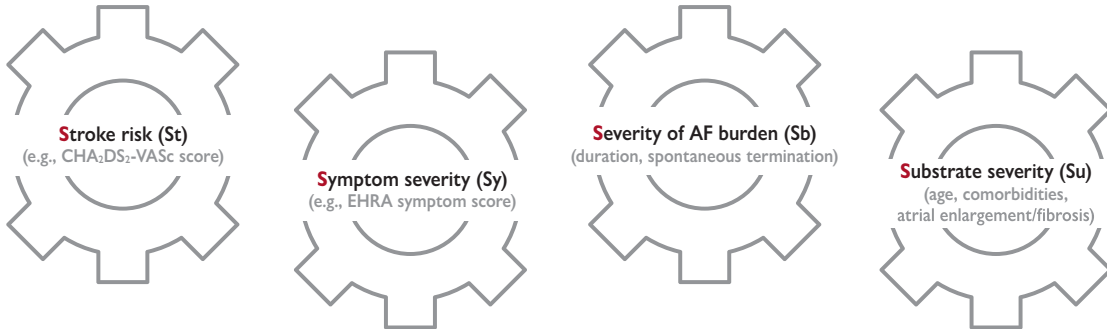 Stroke risk (St)
(e.g., CHA₂DS₂-VASc score)
Symptom severity (Sy)
(e.g., EHRA symptom score)
Severity of AF burden (Sb)
(duration, spontaneous termination)
Substrate severity (Su)
(age, comorbidities,
atrial enlargement/fibrosis)